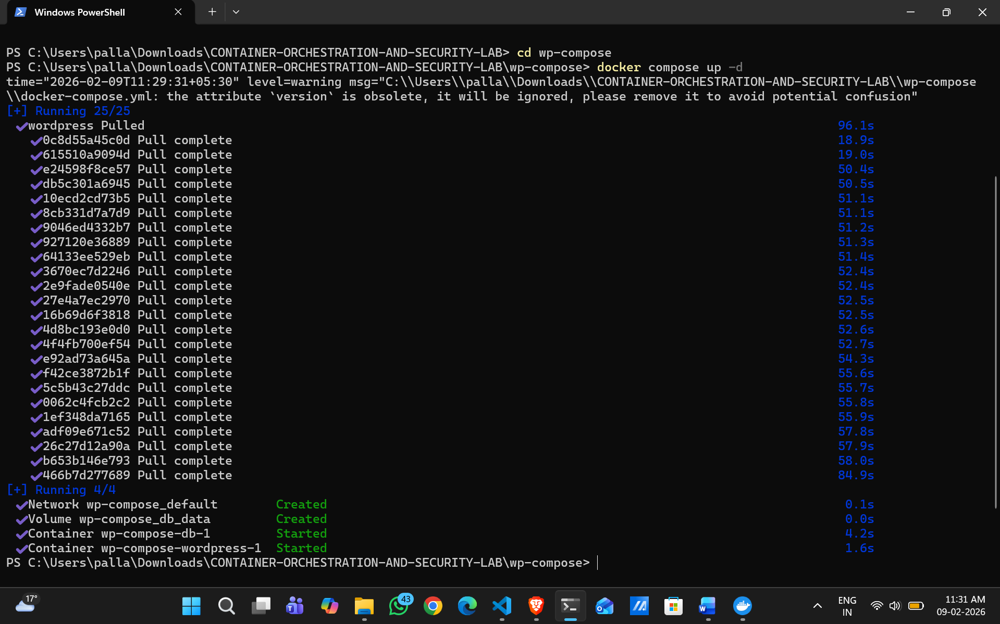 Windows PowerShell
PS C:\Users\palla\Downloads\CONTAINER-ORCHESTRATION-AND-SECURITY-LAB> cd wp-compose
PS C:\Users\palla\Downloads\CONTAINER-ORCHESTRATION-AND-SECURITY-LAB\wp-compose> docker compose up -d
time="2026-02-09T11:29:31+05:30" level=warning msg="C:\\Users\\palla\\Downloads\\CONTAINER-ORCHESTRATION-AND-SECURITY-LAB\\wp-compose
\\docker-compose.yml: the attribute `version` is obsolete, it will be ignored, please remove it to avoid potential confusion"
[+] Running 25/25
✔wordpress Pulled 96.1s
✔0c8d55a45c0d Pull complete 18.9s
✔615510a9094d Pull complete 19.0s
✔e24598f8ce57 Pull complete 50.4s
✔db5c301a6945 Pull complete 50.5s
✔10ecd2cd73b5 Pull complete 51.1s
✔8cb331d7a7d9 Pull complete 51.1s
✔9046ed4332b7 Pull complete 51.2s
✔927120e36889 Pull complete 51.3s
✔64133ee529eb Pull complete 51.4s
✔3670ec7d2246 Pull complete 52.4s
✔2e9fade0540e Pull complete 52.4s
✔27e4a7ec2970 Pull complete 52.5s
✔16b69d6f3818 Pull complete 52.5s
✔4d8bc193e0d0 Pull complete 52.6s
✔4f4fb700ef54 Pull complete 52.7s
✔e92ad73a645a Pull complete 54.3s
✔f42ce3872b1f Pull complete 55.6s
✔5c5b43c27ddc Pull complete 55.7s
✔0062c4fcb2c2 Pull complete 55.8s
✔1ef348da7165 Pull complete 55.9s
✔adf09e671c52 Pull complete 57.8s
✔26c27d12a90a Pull complete 57.9s
✔b653b146e793 Pull complete 58.0s
✔466b7d277689 Pull complete 84.9s
[+] Running 4/4
✔Network wp-compose_default Created 0.1s
✔Volume wp-compose_db_data Created 0.0s
✔Container wp-compose-db-1 Started 4.2s
✔Container wp-compose-wordpress-1 Started 1.6s
PS C:\Users\palla\Downloads\CONTAINER-ORCHESTRATION-AND-SECURITY-LAB\wp-compose>
17°
43
ENG
IN
11:31 AM
09-02-2026